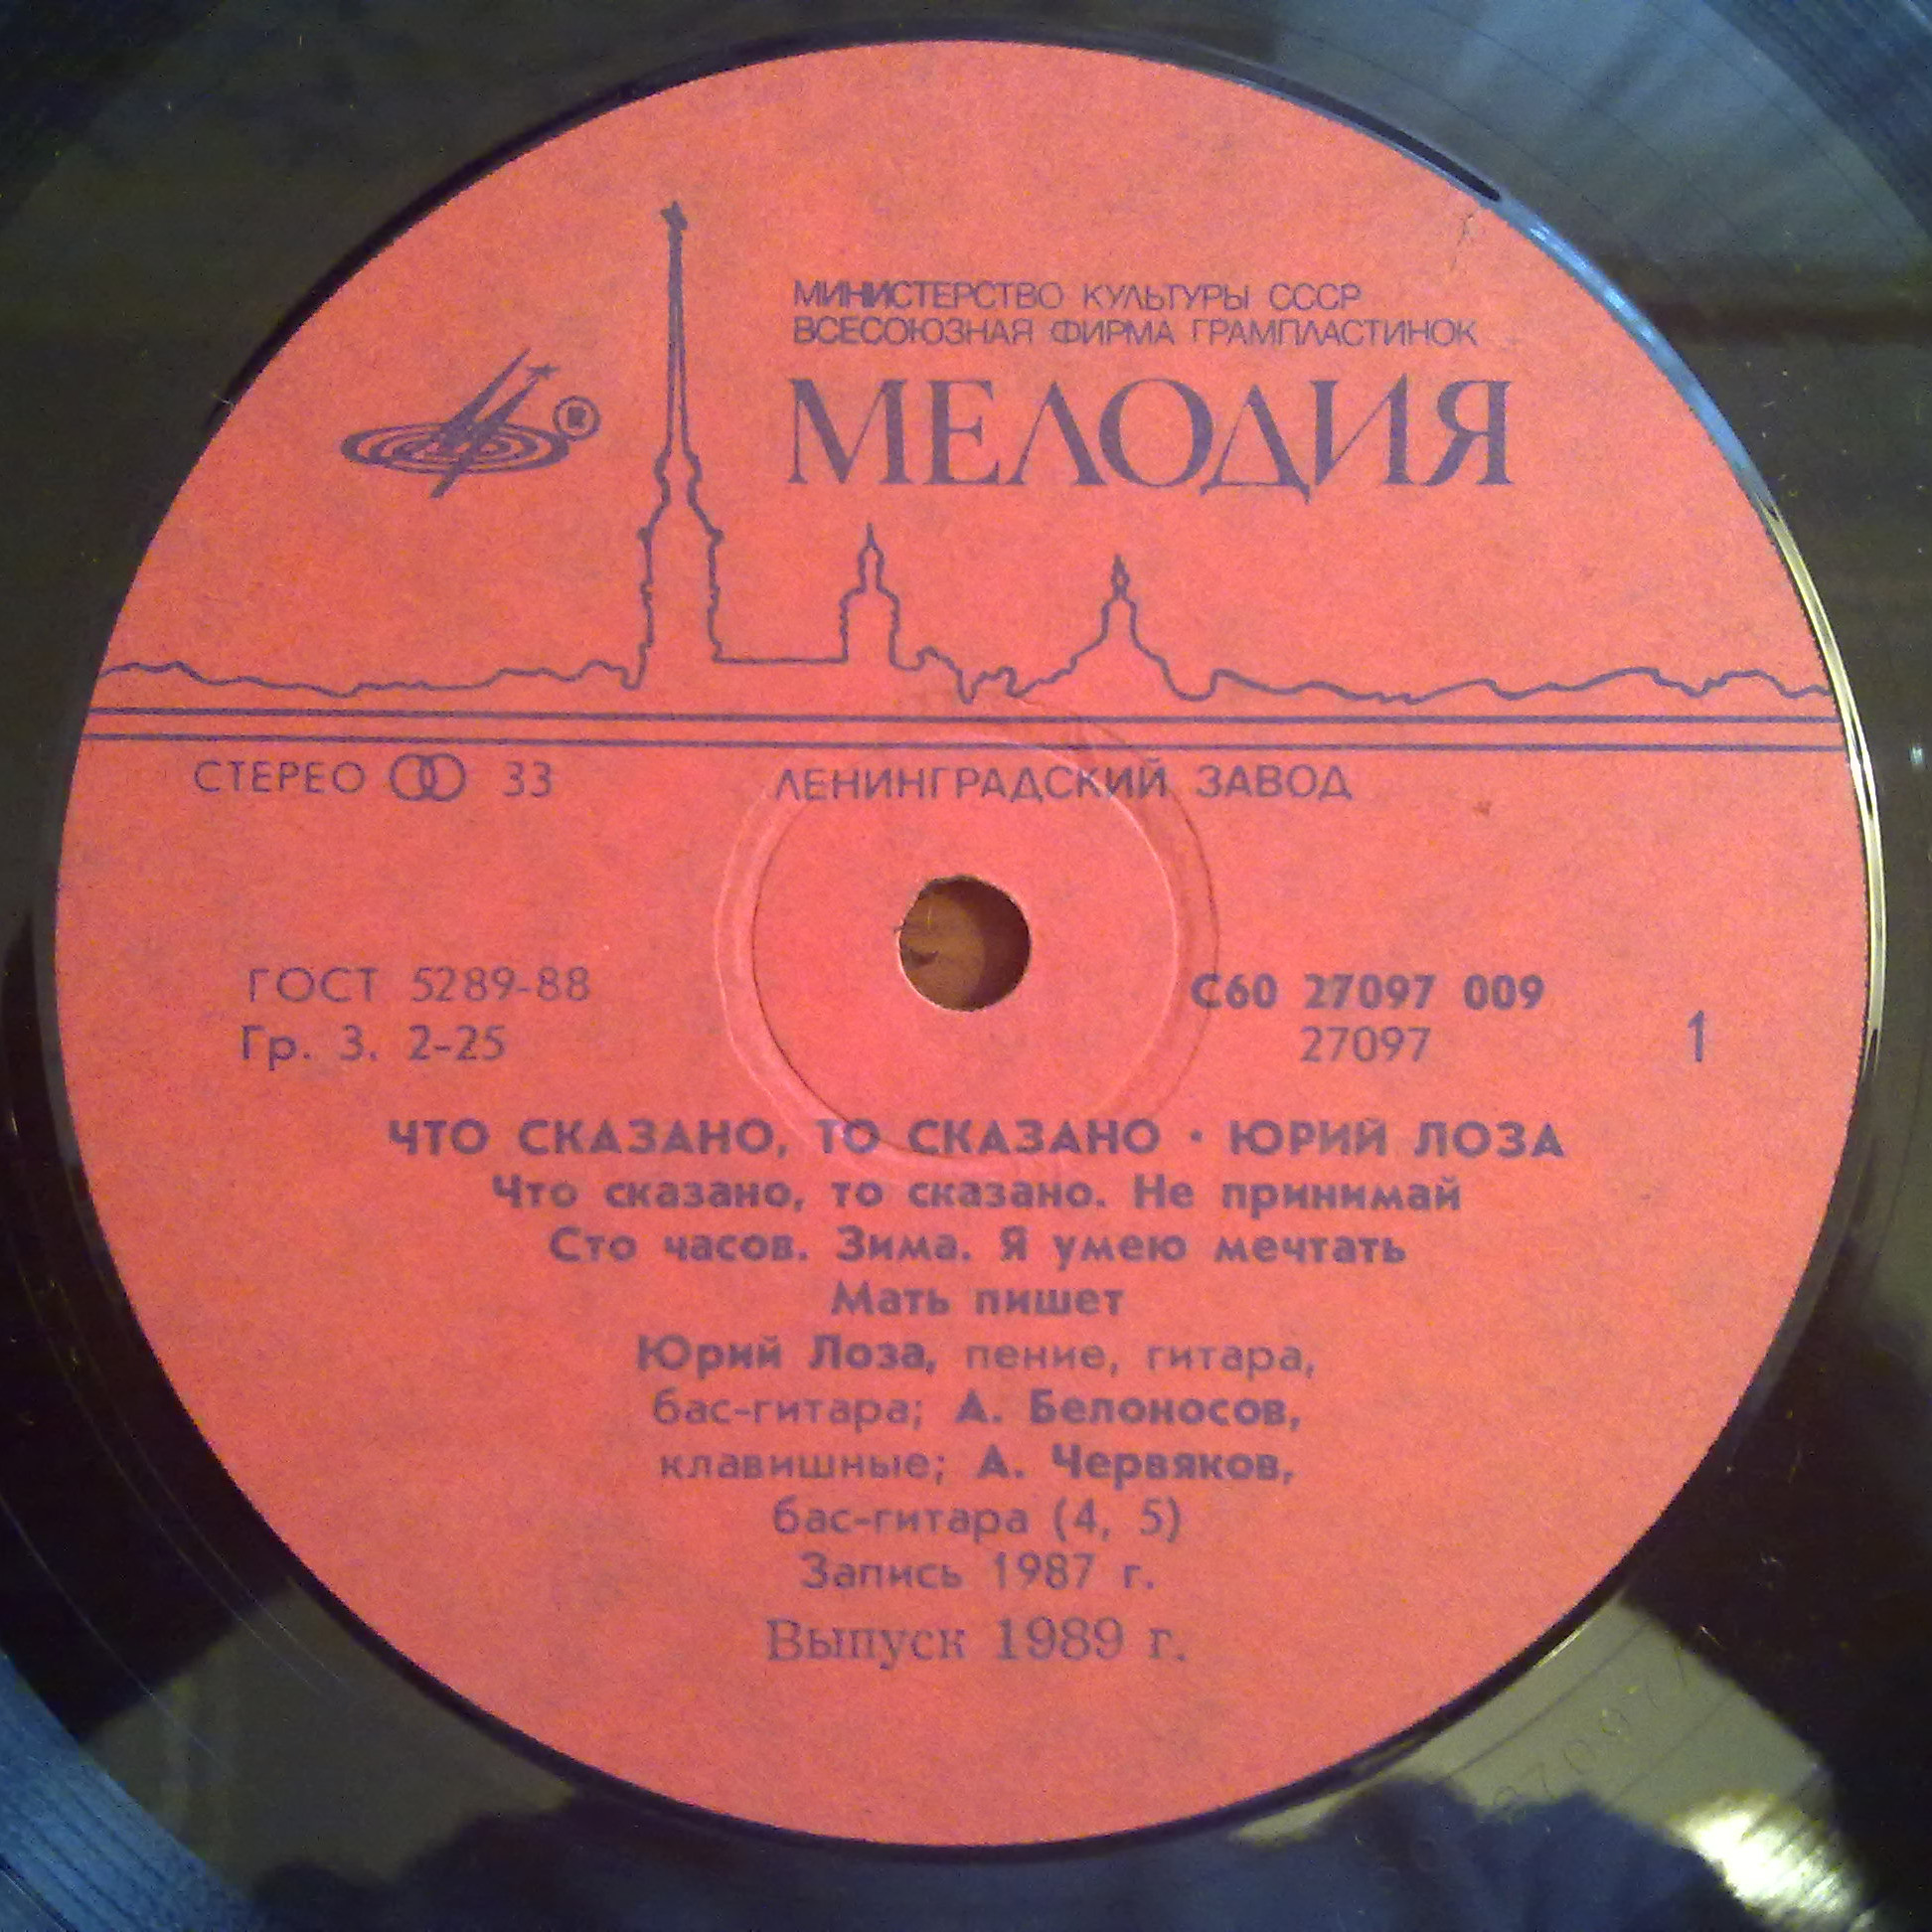 МИНИСТЕРСТВО КУЛЬТУРЫ СССР
ВСЕСОЮЗНАЯ ФИРМА ГРАМПЛАСТИНОК
МЕЛОДИЯ
®
СТЕРЕО 33
ЛЕНИНГРАДСКИЙ ЗАВОД
ГОСТ 5289-88
Гр. 3. 2-25
С60 27097 009
27097
1
ЧТО СКАЗАНО, ТО СКАЗАНО · ЮРИЙ ЛОЗА
Что сказано, то сказано. Не принимай
Сто часов. Зима. Я умею мечтать
Мать пишет
Юрий Лоза, пение, гитара,
бас-гитара; А. Белоносов,
клавишные; А. Червяков,
бас-гитара (4, 5)
Запись 1987 г.
Выпуск 1989 г.